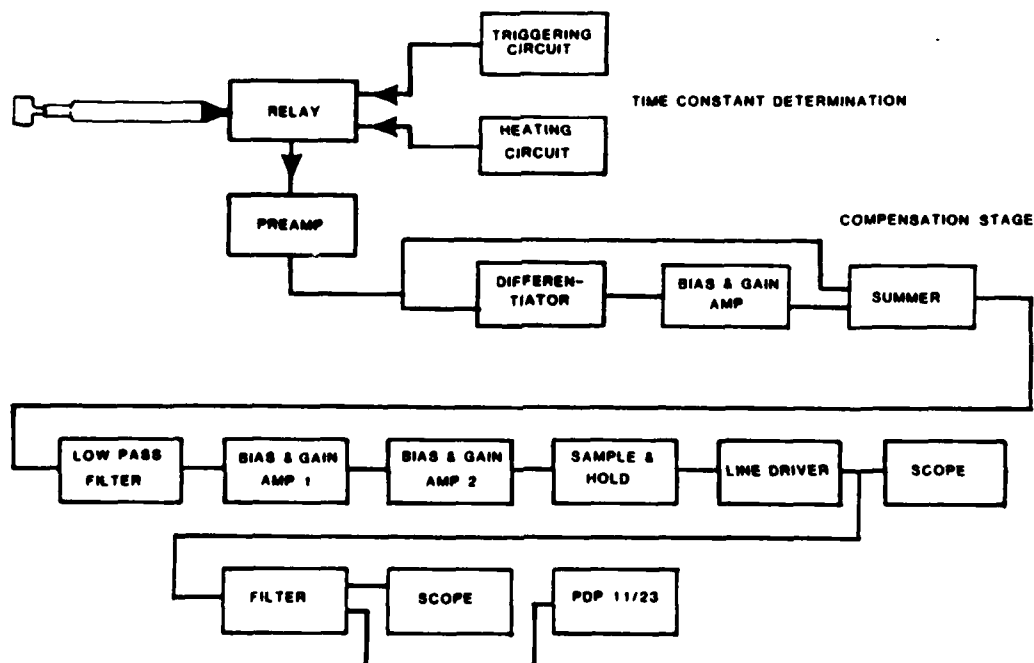 TRIGGERING
CIRCUIT
RELAY
TIME CONSTANT DETERMINATION
HEATING
CIRCUIT
PREAMP
COMPENSATION STAGE
DIFFEREN-
TIATOR
BIAS & GAIN
AMP
SUMMER
LOW PASS
FILTER
BIAS & GAIN
AMP 1
BIAS & GAIN
AMP 2
SAMPLE &
HOLD
LINE DRIVER
SCOPE
FILTER
SCOPE
PDP 11/23